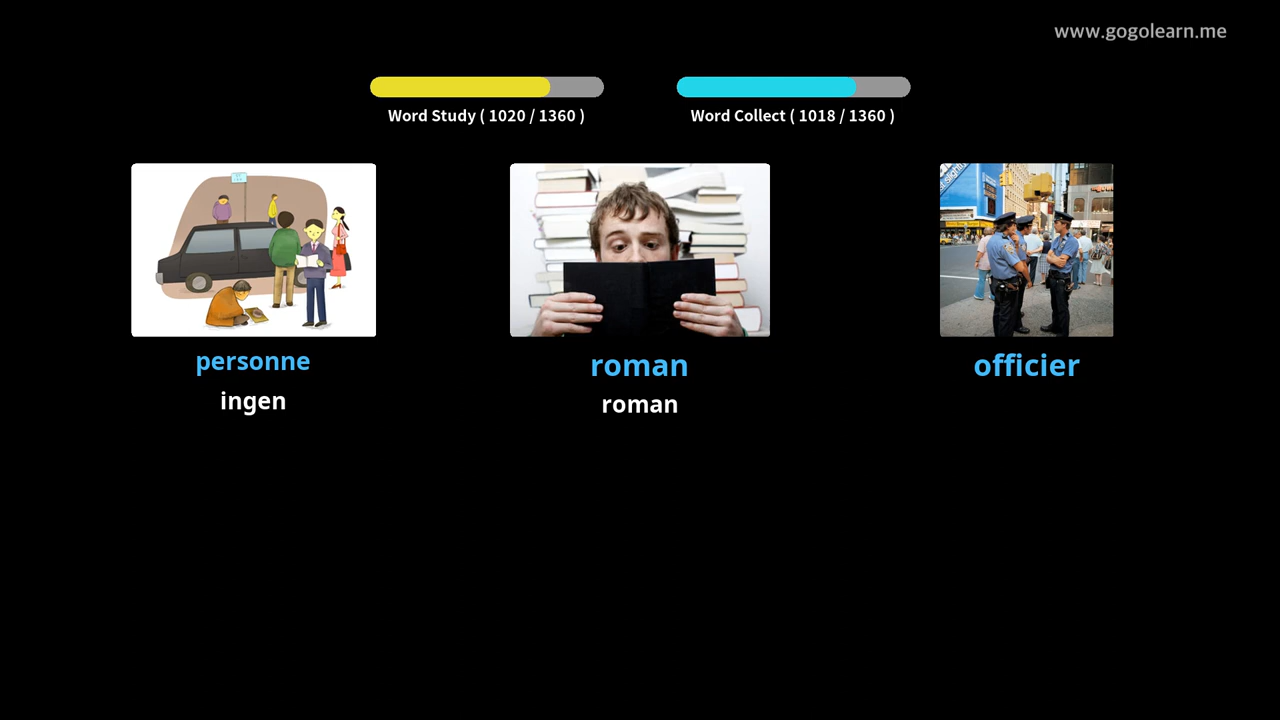 www.gogolearn.me
Word Study ( 1020 / 1360 )
Word Collect ( 1018 / 1360 )
personne
ingen
roman
roman
officier